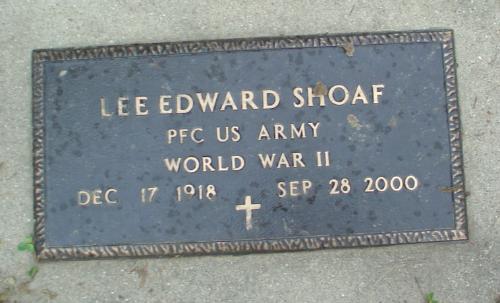 LEE EDWARD SHOAF
PFC US ARMY
WORLD WAR II
DEC 17 1918 SEP 28 2000